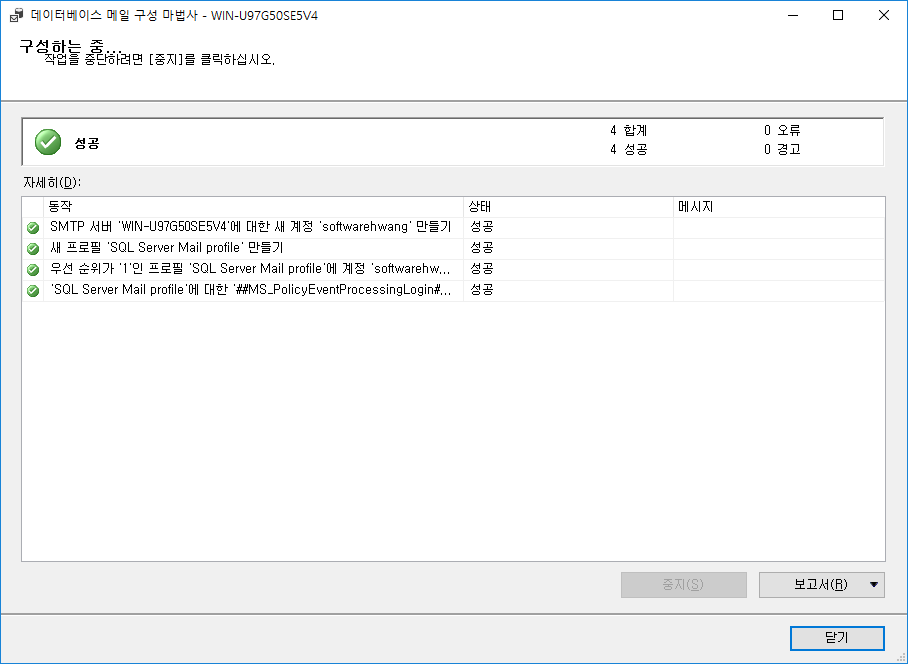 데이터베이스 메일 구성 마법사 - WIN-U97G50SE5V4
구성하는 중...
작업을 중단하려면 [중지]를 클릭하십시오.
성공
4 합계
0 오류
4 성공
0 경고
자세히(D):
동작 상태 메시지
SMTP 서버 'WIN-U97G50SE5V4'에 대한 새 계정 'softwarehwang' 만들기 성공
새 프로필 'SQL Server Mail profile' 만들기 성공
우선 순위가 '1'인 프로필 'SQL Server Mail profile'에 계정 'softwarehw... 성공
'SQL Server Mail profile'에 대한 '##MS_PolicyEventProcessingLogin#... 성공
중지(S)
보고서(R)
닫기